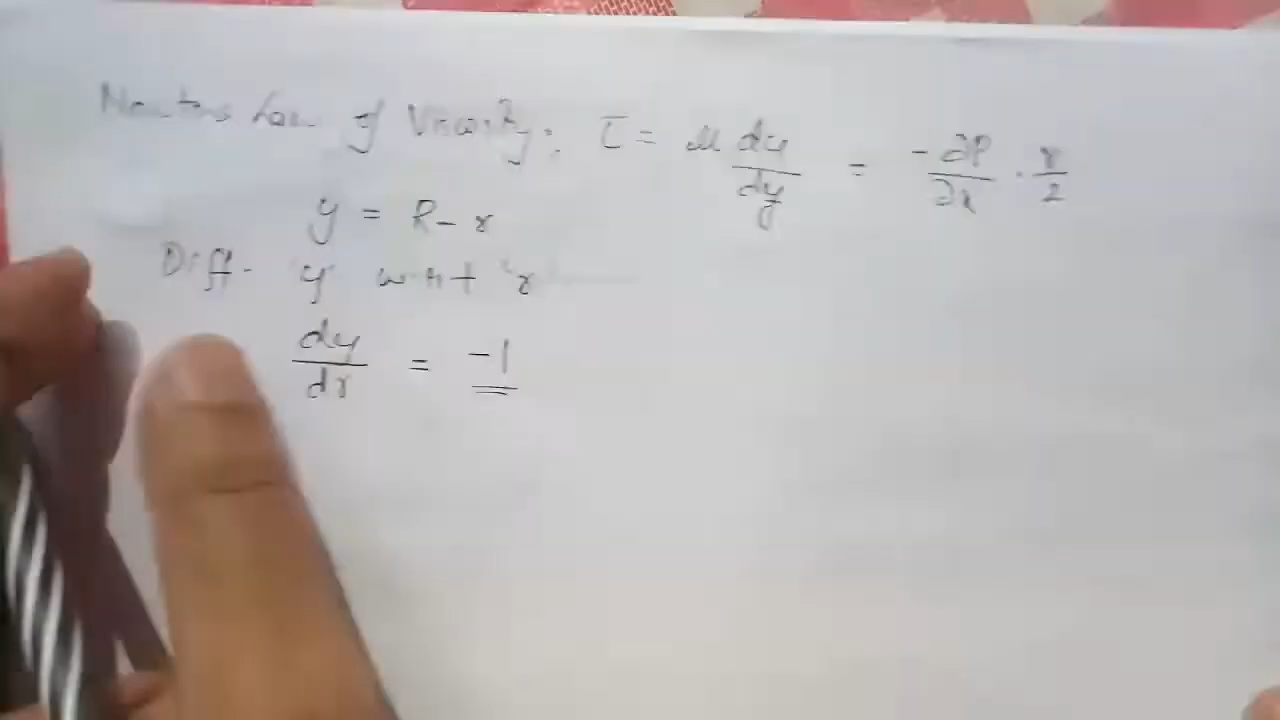 Newtons Law of Viscosity: τ = μ du/dy = -∂P/∂x · r/2
y = R - r
Diff. 'y' w.r.t 'r'
dy/dr = -1